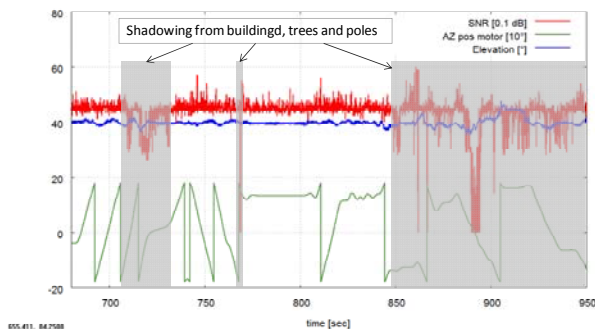 Shadowing from buildingd, trees and poles
SNR [0.1 dB]
AZ pos motor [10°]
Elevation [°]
80
60
40
20
0
-20
700
750
800
850
900
950
time [sec]
655.411, 84.2588